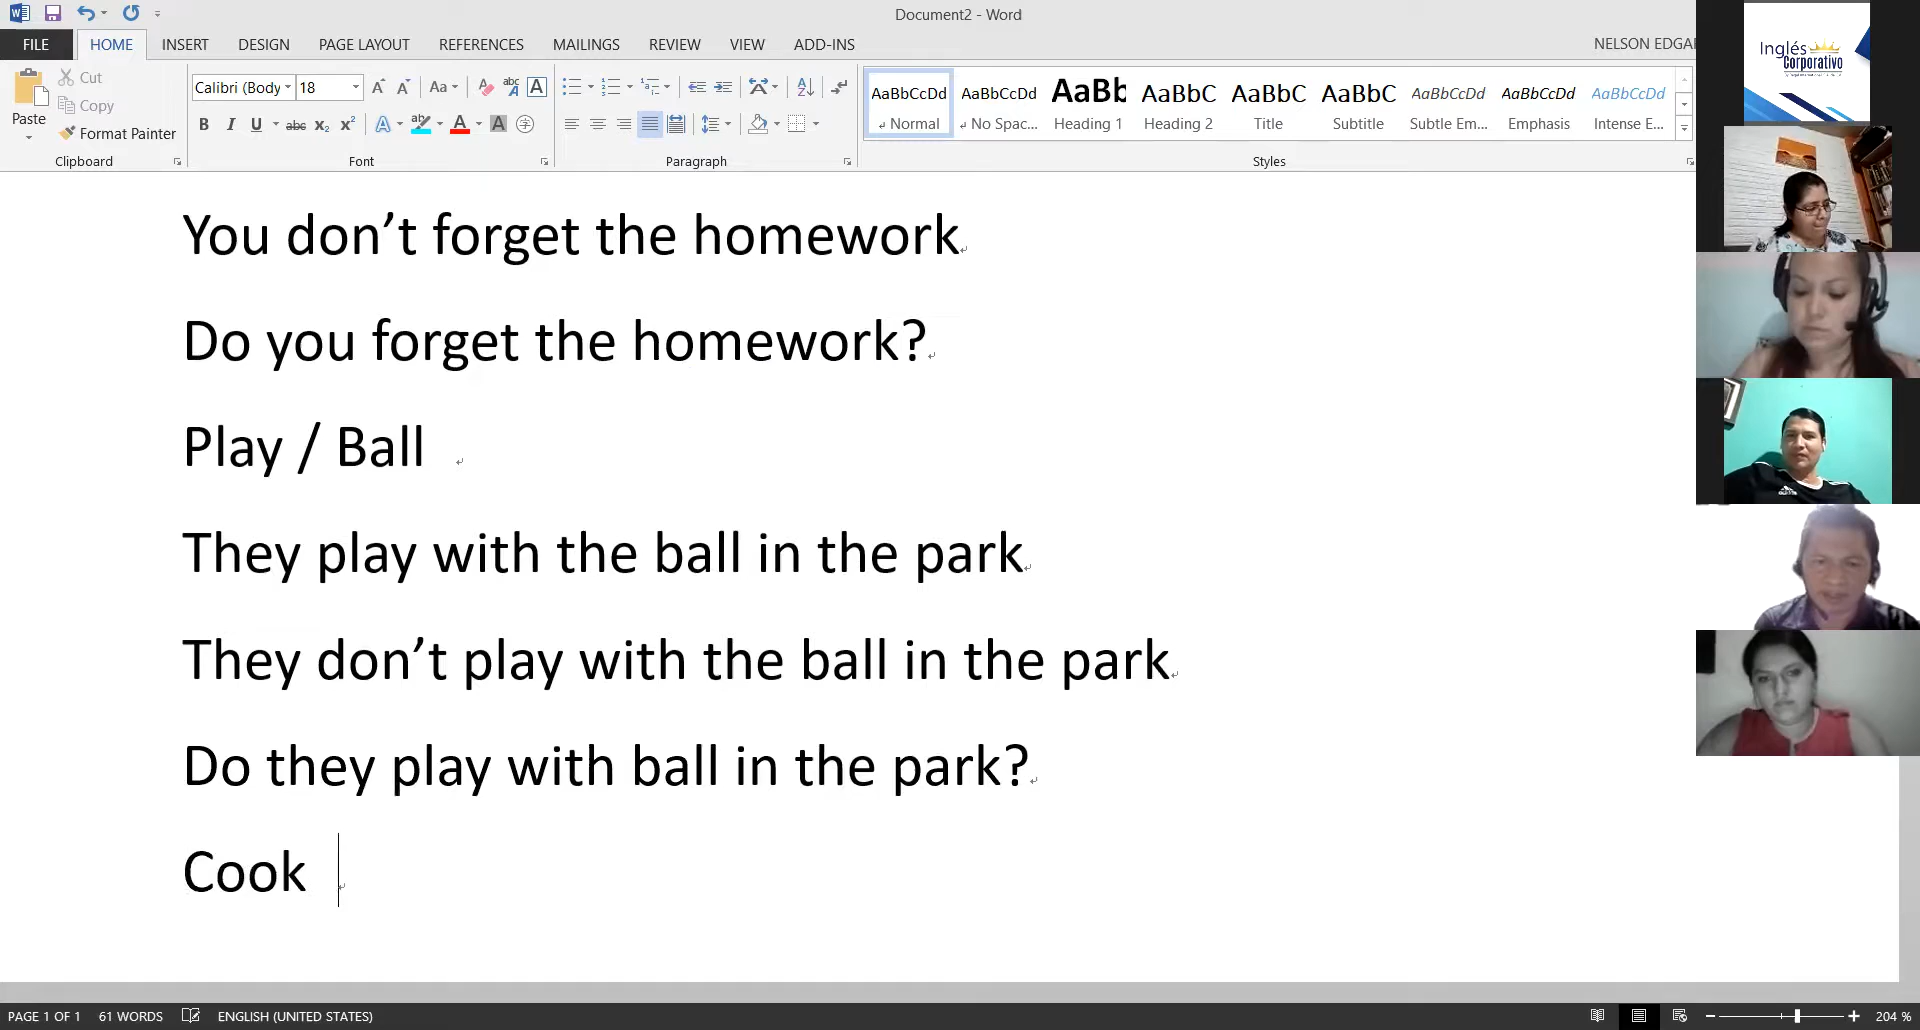 Document2 - Word
FILE HOME INSERT DESIGN PAGE LAYOUT REFERENCES MAILINGS REVIEW VIEW ADD-INS
NELSON EDGAR
Paste
Cut
Copy
Format Painter
Clipboard
Calibri (Body 18
Font
Paragraph
AaBbCcDd AaBbCcDd AaBb AaBbC AaBbC AaBbC AaBbCcDd AaBbCcDd AaBbCcDd
Normal No Spac... Heading 1 Heading 2 Title Subtitle Subtle Em... Emphasis Intense E...
Styles
Inglés
Corporativo
You don’t forget the homework
Do you forget the homework?
Play / Ball
They play with the ball in the park
They don’t play with the ball in the park
Do they play with ball in the park?
Cook
PAGE 1 OF 1 61 WORDS ENGLISH (UNITED STATES) 204 %